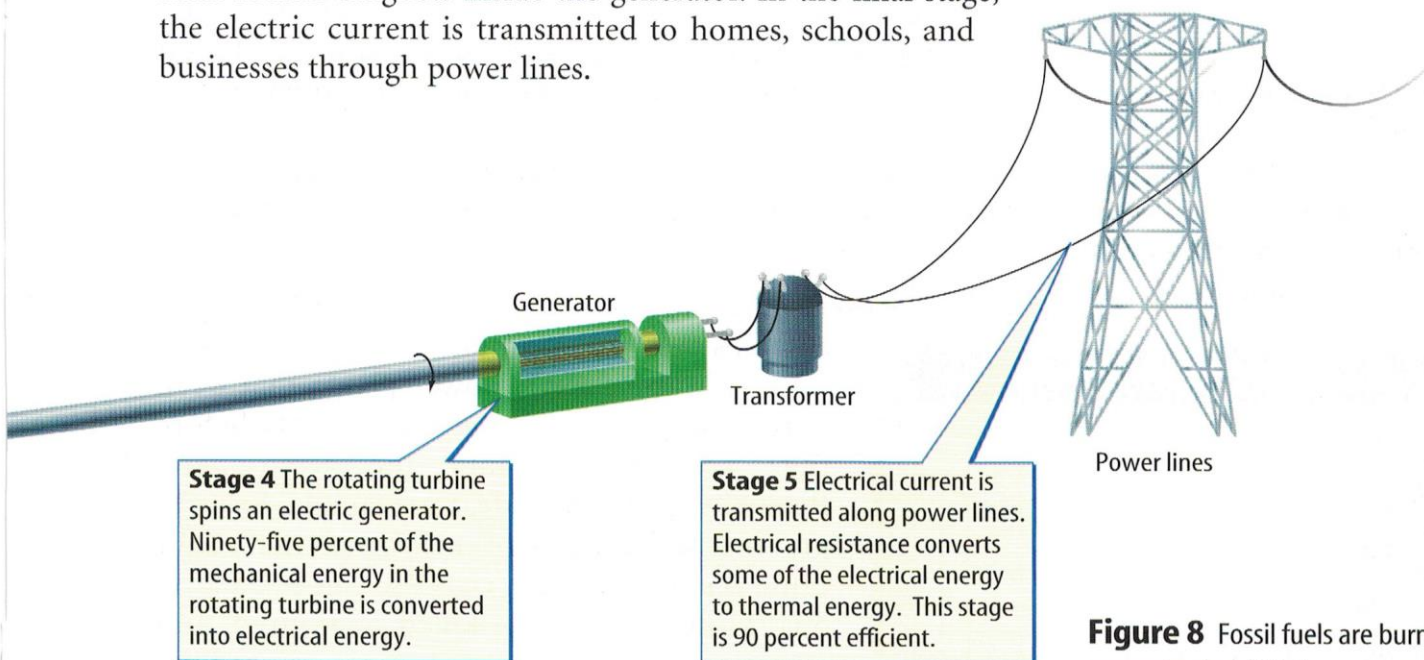 the electric current is transmitted to homes, schools, and
businesses through power lines.
Generator
Transformer
Power lines
Stage 4 The rotating turbine
spins an electric generator.
Ninety-five percent of the
mechanical energy in the
rotating turbine is converted
into electrical energy.
Stage 5 Electrical current is
transmitted along power lines.
Electrical resistance converts
some of the electrical energy
to thermal energy. This stage
is 90 percent efficient.
Figure 8 Fossil fuels are